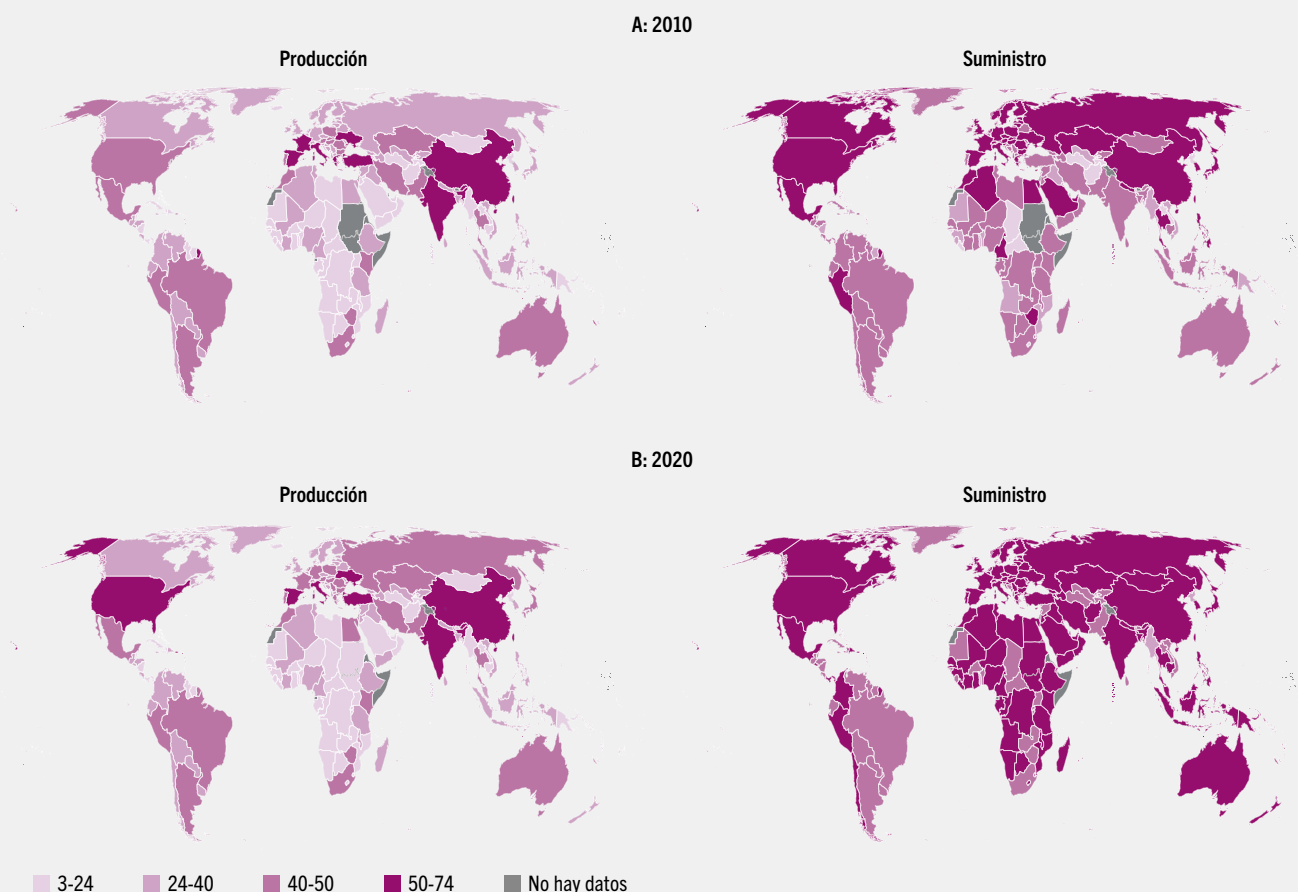 A: 2010
Producción
Suministro
B: 2020
Producción
Suministro
3-24
24-40
40-50
50-74
No hay datos